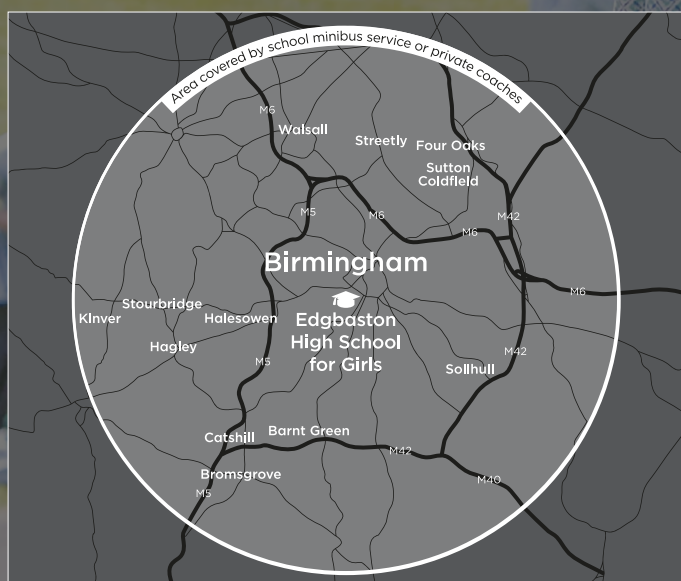 Area covered by school minibus service or private coaches
M6
Walsall
Streetly
Four Oaks
Sutton
Coldfield
M5
M6
M42
M6
Birmingham
M6
Stourbridge
KInver
Halesowen
Edgbaston
High School
for Girls
Hagley
M5
M42
Sollhull
Catshill
Barnt Green
M42
Bromsgrove
M40
M5